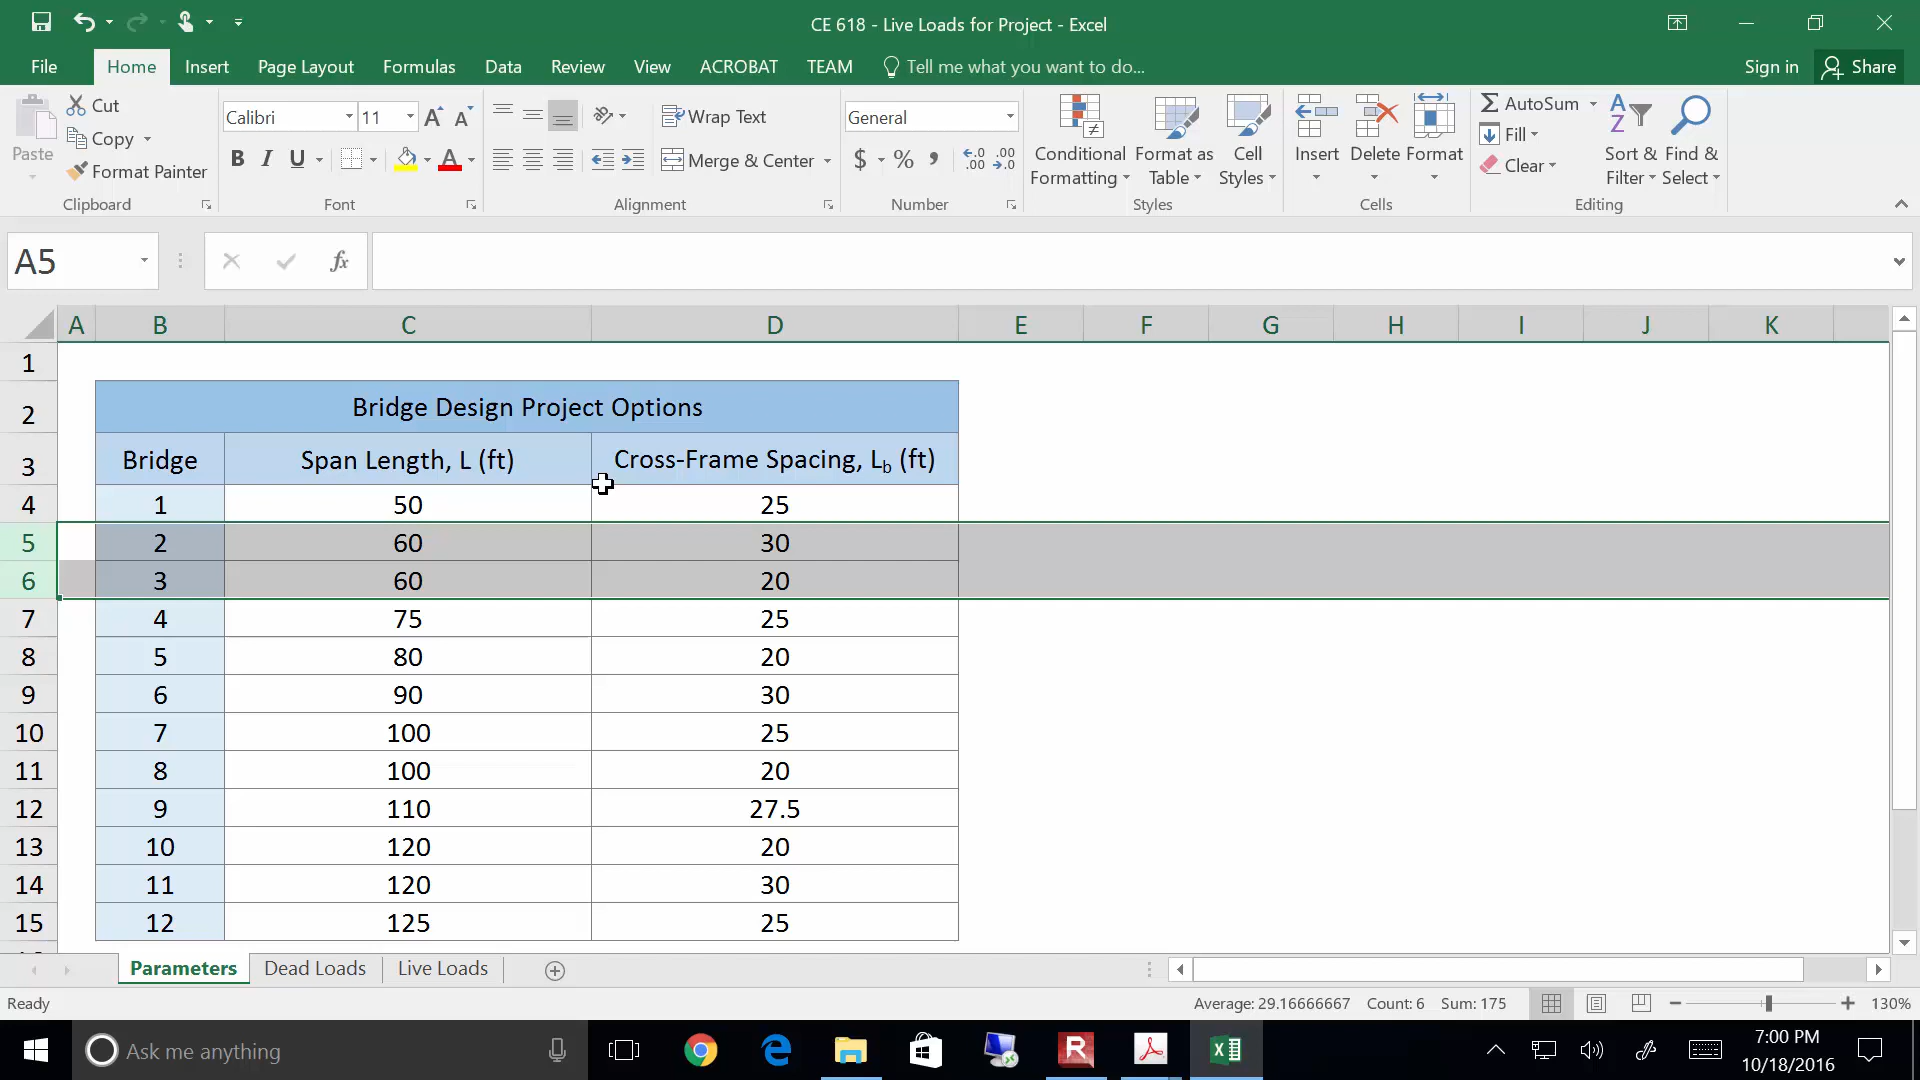 CE 618 - Live Loads for Project - Excel
File Home Insert Page Layout Formulas Data Review View ACROBAT TEAM Tell me what you want to do... Sign in Share
Paste
Cut
Copy
Format Painter
Clipboard
Calibri 11
B I U A
Font
Wrap Text
Merge & Center
Alignment
General
$ % , .00 .00
Number
Conditional Formatting
Format as Table
Cell Styles
Styles
Insert Delete Format
Cells
AutoSum
Fill
Clear
Sort & Filter
Find & Select
Editing
A5 fx
A B C D E F G H I J K
1
2 Bridge Design Project Options
3 Bridge Span Length, L (ft) Cross-Frame Spacing, Lb (ft)
4 1 50 25
5 2 60 30
6 3 60 20
7 4 75 25
8 5 80 20
9 6 90 30
10 7 100 25
11 8 100 20
12 9 110 27.5
13 10 120 20
14 11 120 30
15 12 125 25
Parameters Dead Loads Live Loads
Ready Average: 29.16666667 Count: 6 Sum: 175 130%
Ask me anything
7:00 PM
10/18/2016